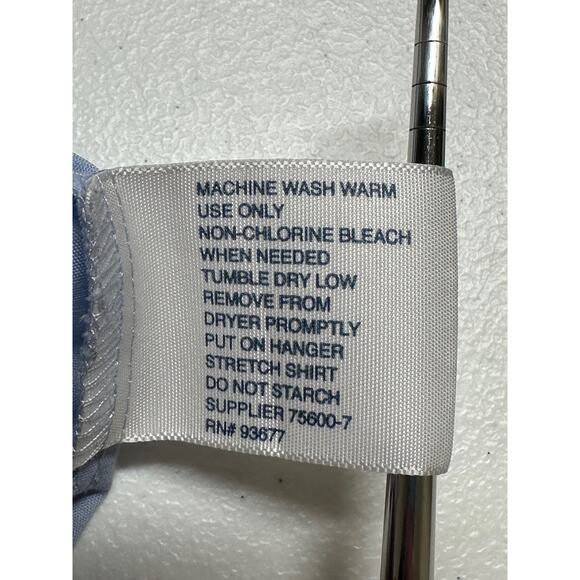 MACHINE WASH WARM
USE ONLY
NON-CHLORINE BLEACH
WHEN NEEDED
TUMBLE DRY LOW
REMOVE FROM
DRYER PROMPTLY
PUT ON HANGER
STRETCH SHIRT
DO NOT STARCH
SUPPLIER 75600-7
RN# 93677